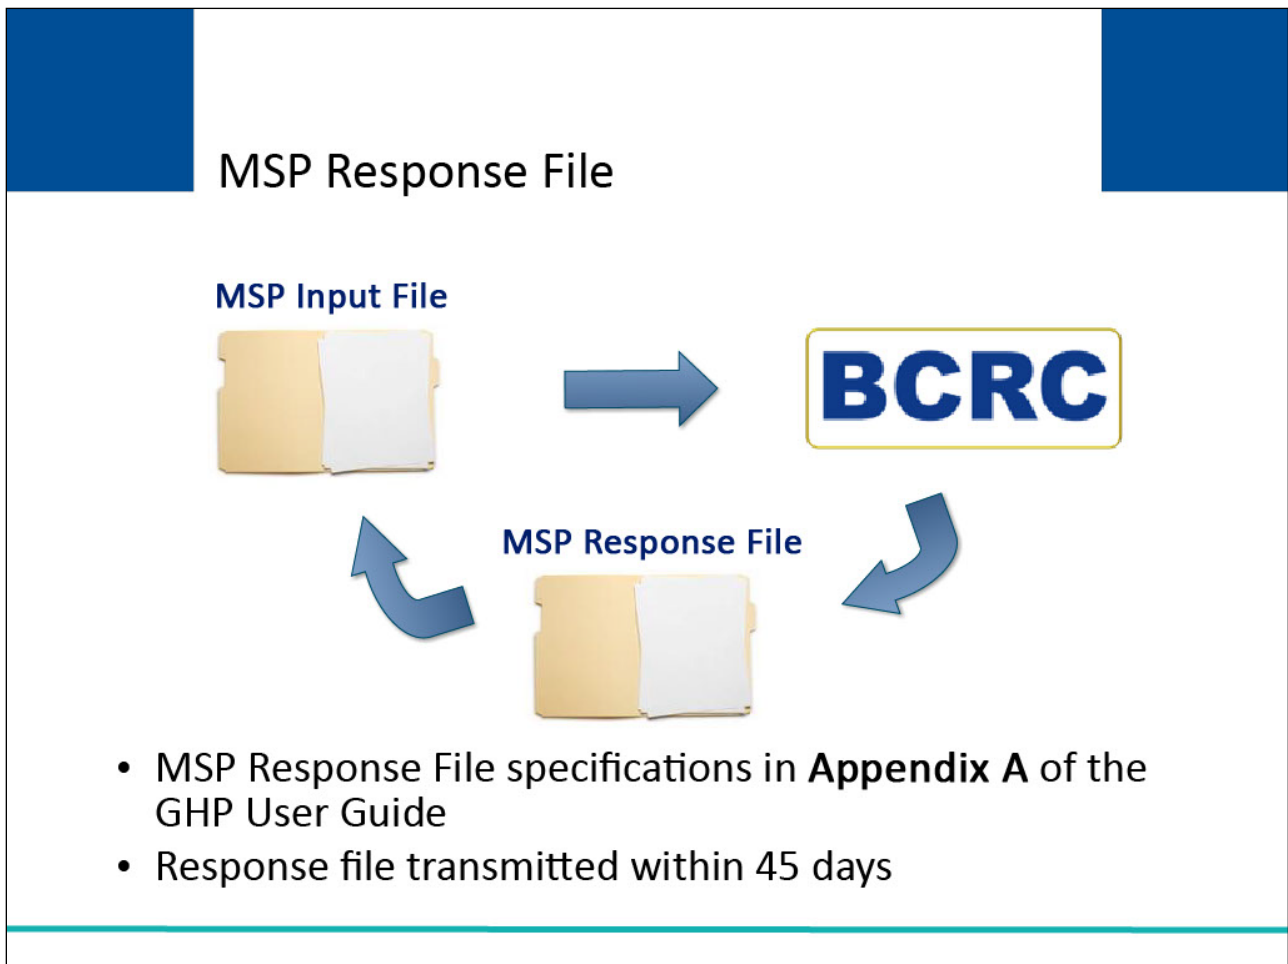 MSP Response File
MSP Input File
BCRC
MSP Response File
• MSP Response File specifications in Appendix A of the
GHP User Guide
• Response file transmitted within 45 days